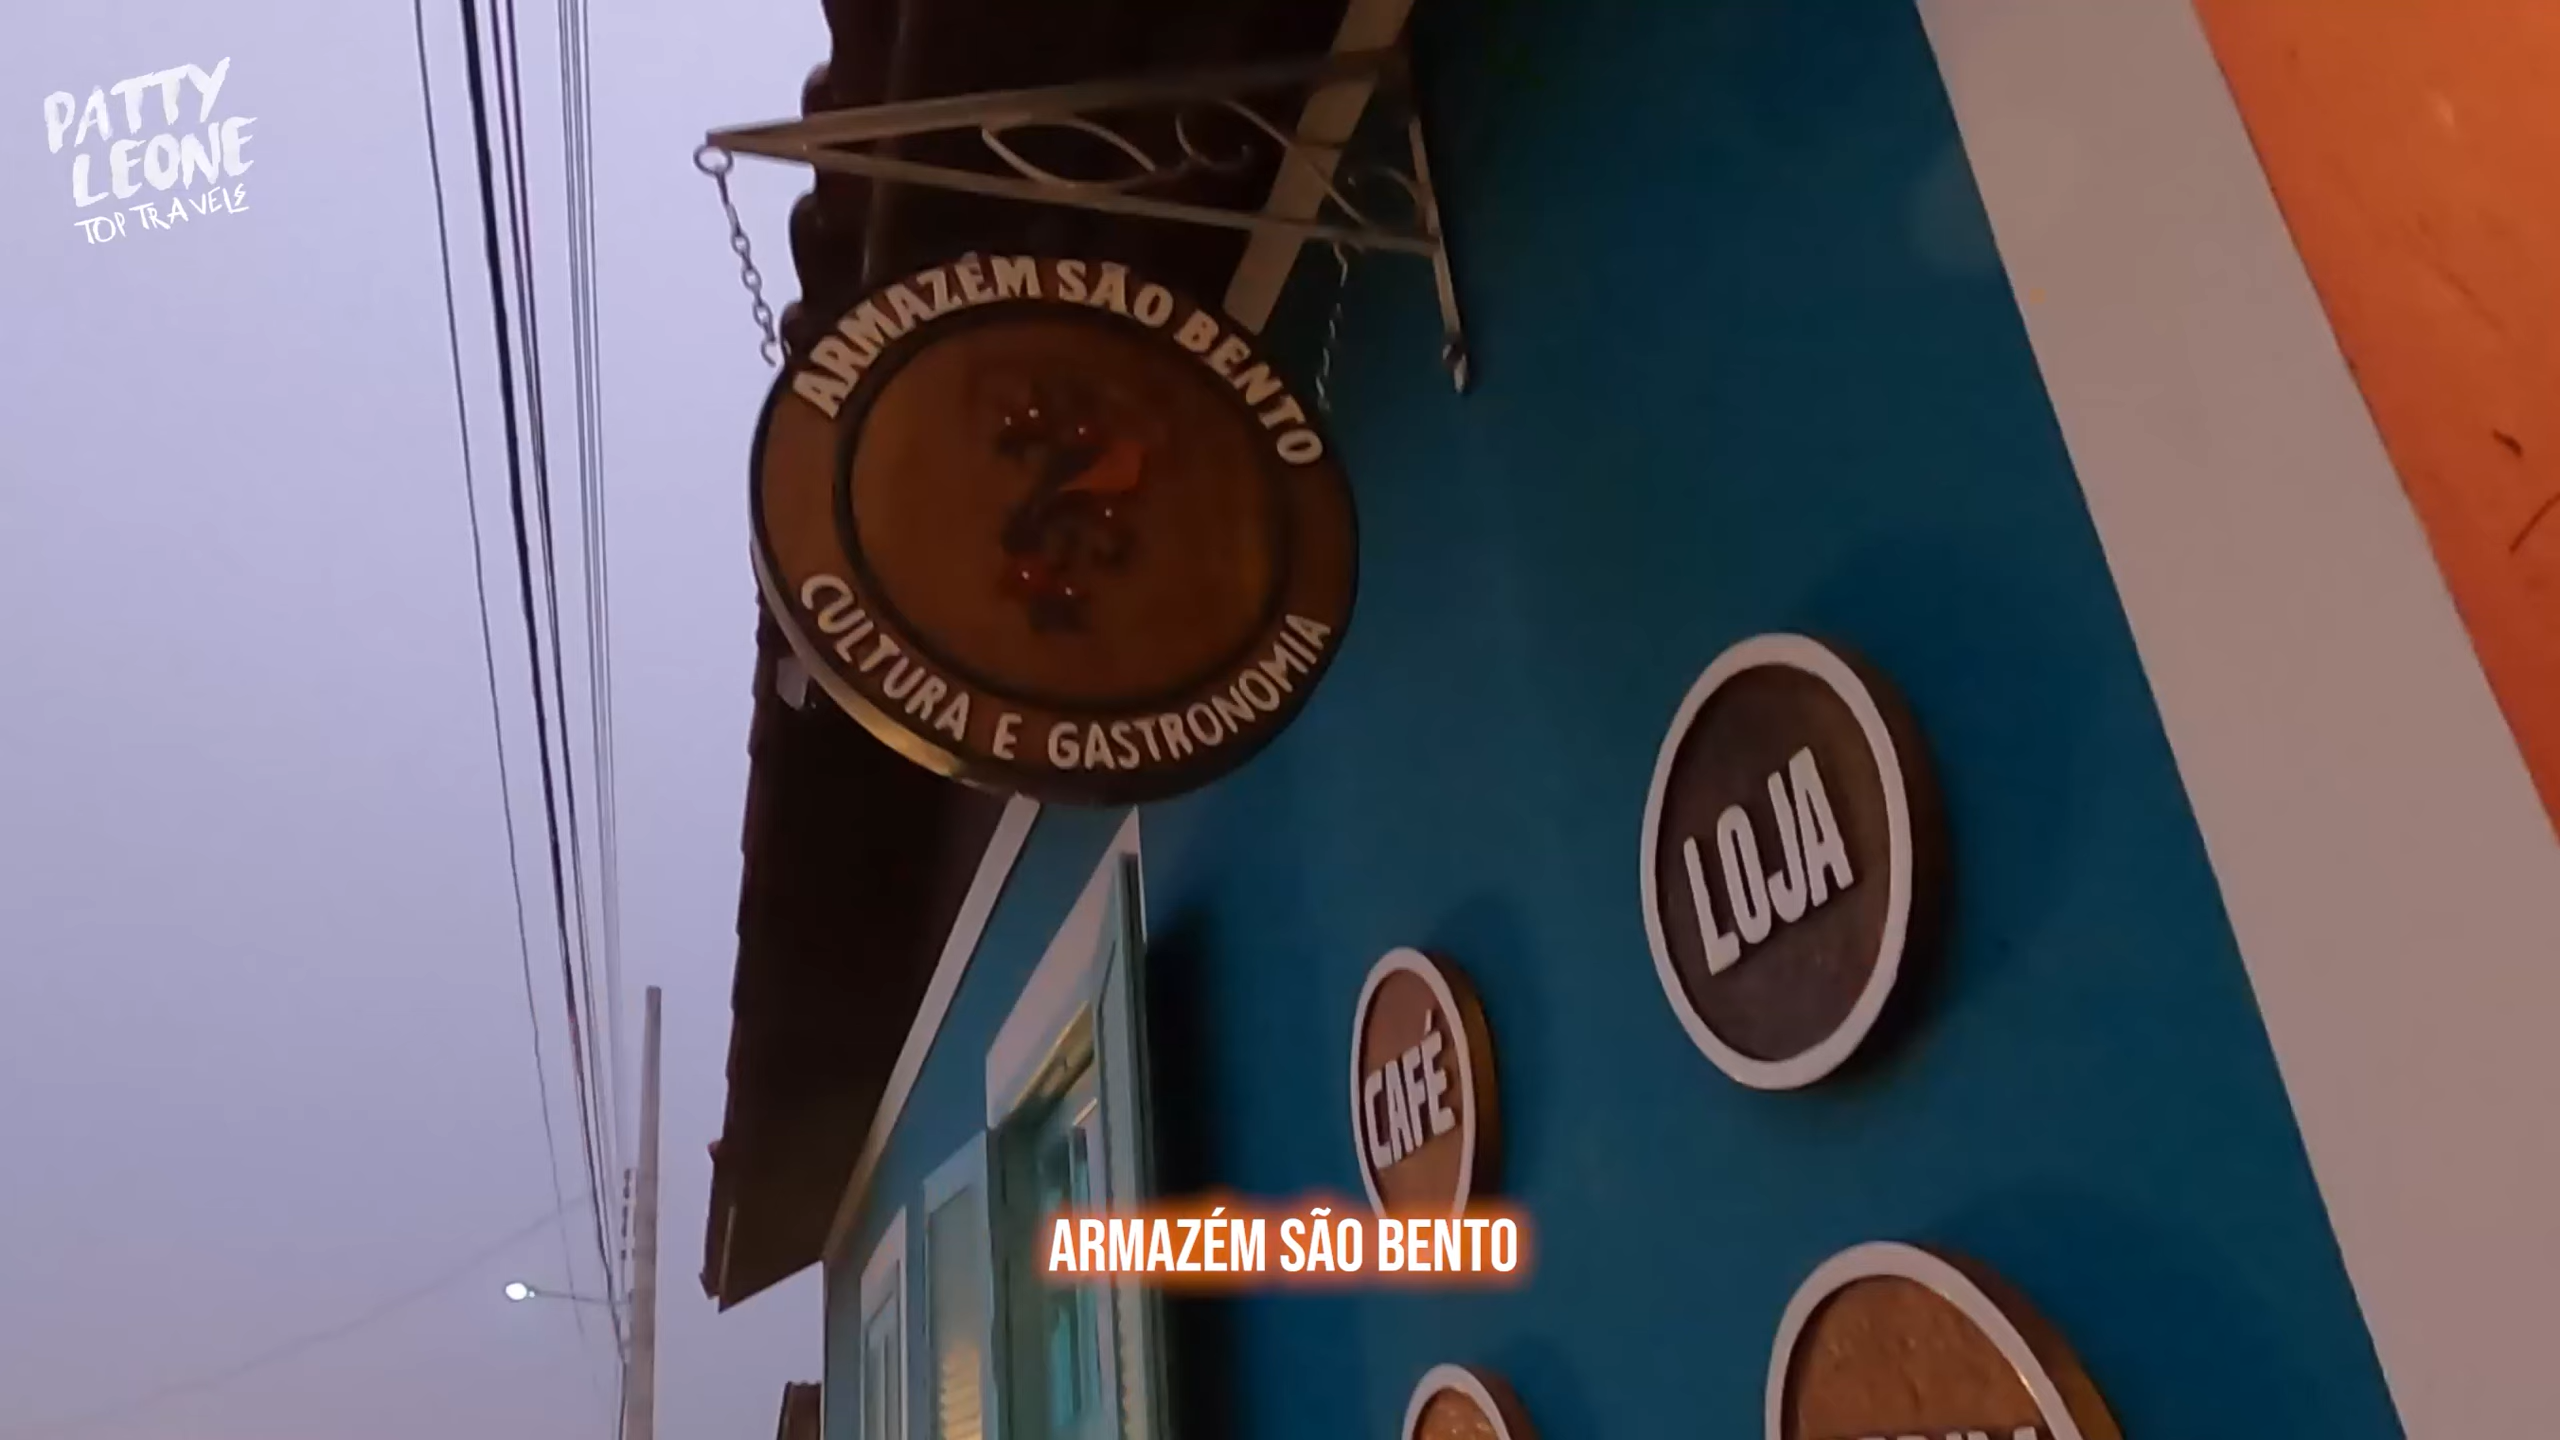 PATTY
LEONE
TOP TRAVELS
ARMAZÉM SÃO BENTO
CULTURA E GASTRONOMIA
LOJA
CAFÉ
ARMAZÉM SÃO BENTO